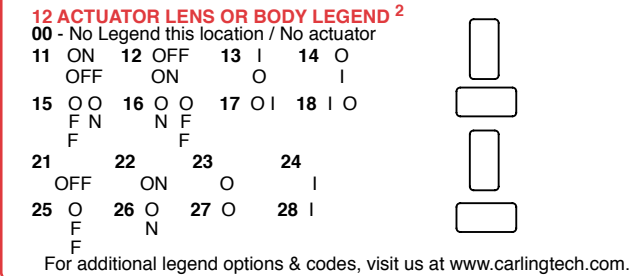 12 ACTUATOR LENS OR BODY LEGEND 2
00 - No Legend this location / No actuator
11 ON 12 OFF 13 I 14 O
OFF ON O I
15 O O 16 O O 17 O I 18 I O
F N N F
F F
21 22 23 24
OFF ON O I
25 O 26 O 27 O 28 I
F N
F
For additional legend options & codes, visit us at www.carlingtech.com.